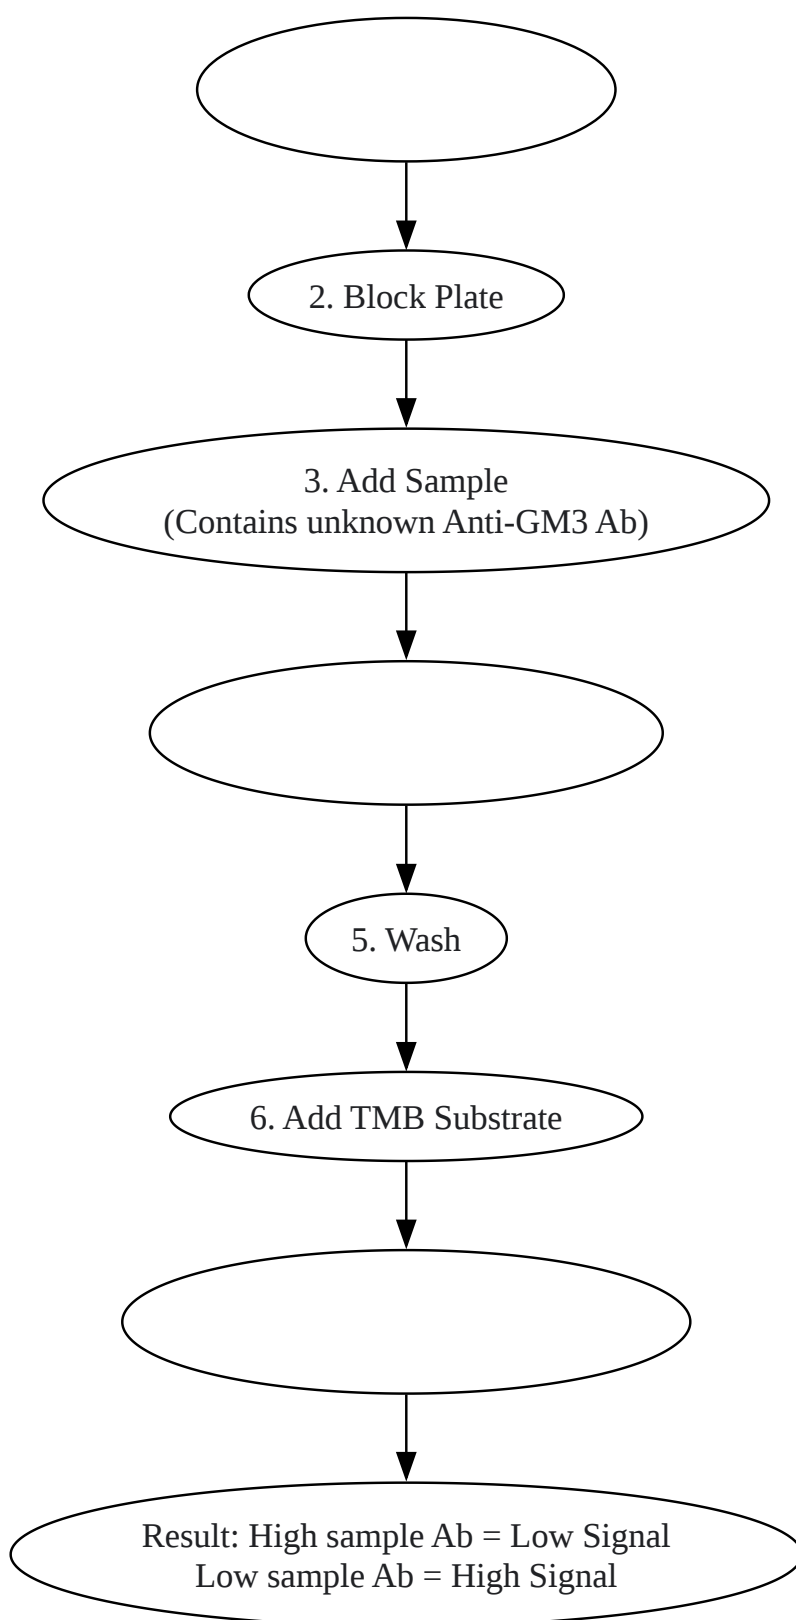 2. Block Plate
3. Add Sample
(Contains unknown Anti-GM3 Ab)
5. Wash
6. Add TMB Substrate
Result: High sample Ab = Low Signal
Low sample Ab = High Signal